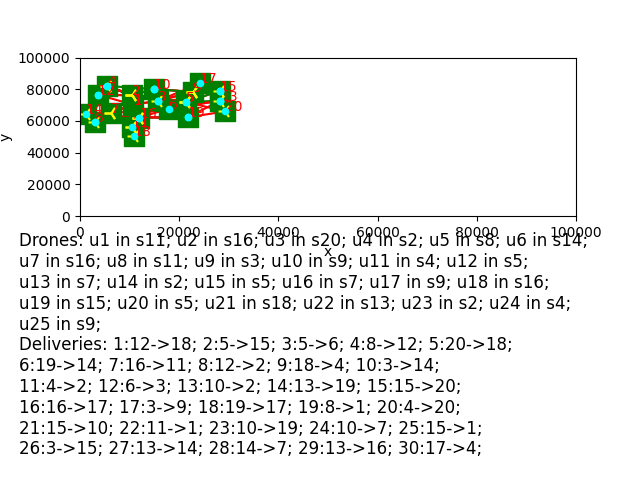 100000
80000
60000
40000
20000
0
y
0 20000 40000 60000 80000 100000
x
Drones: u1 in s11; u2 in s16; u3 in s20; u4 in s2; u5 in s8; u6 in s14;
u7 in s16; u8 in s11; u9 in s3; u10 in s9; u11 in s4; u12 in s5;
u13 in s7; u14 in s2; u15 in s5; u16 in s7; u17 in s9; u18 in s16;
u19 in s15; u20 in s5; u21 in s18; u22 in s13; u23 in s2; u24 in s4;
u25 in s9;
Deliveries: 1:12->18; 2:5->15; 3:5->6; 4:8->12; 5:20->18;
6:19->14; 7:16->11; 8:12->2; 9:18->4; 10:3->14;
11:4->2; 12:6->3; 13:10->2; 14:13->19; 15:15->20;
16:16->17; 17:3->9; 18:19->17; 19:8->1; 20:4->20;
21:15->10; 22:11->1; 23:10->19; 24:10->7; 25:15->1;
26:3->15; 27:13->14; 28:14->7; 29:13->16; 30:17->4;